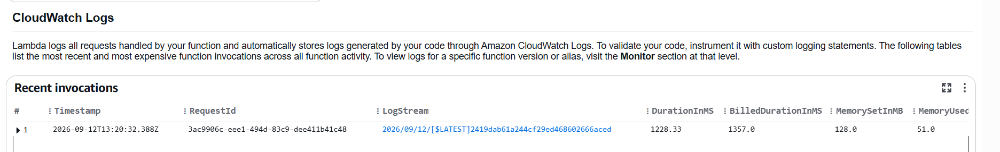 CloudWatch Logs
Lambda logs all requests handled by your function and automatically stores logs generated by your code through Amazon CloudWatch Logs. To validate your code, instrument it with custom logging statements. The following tables
list the most recent and most expensive function invocations across all function activity. To view logs for a specific function version or alias, visit the Monitor section at that level.
Recent invocations
# Timestamp RequestId LogStream DurationInMS BilledDurationInMS MemorySetInMB MemoryUsed
1 2026-09-12T13:20:32.388Z 3ac9906c-eee1-494d-83c9-dee411b41c48 2026/09/12/[$LATEST]2419dab61a244cf29ed468602666aced 1228.33 1357.0 128.0 51.0